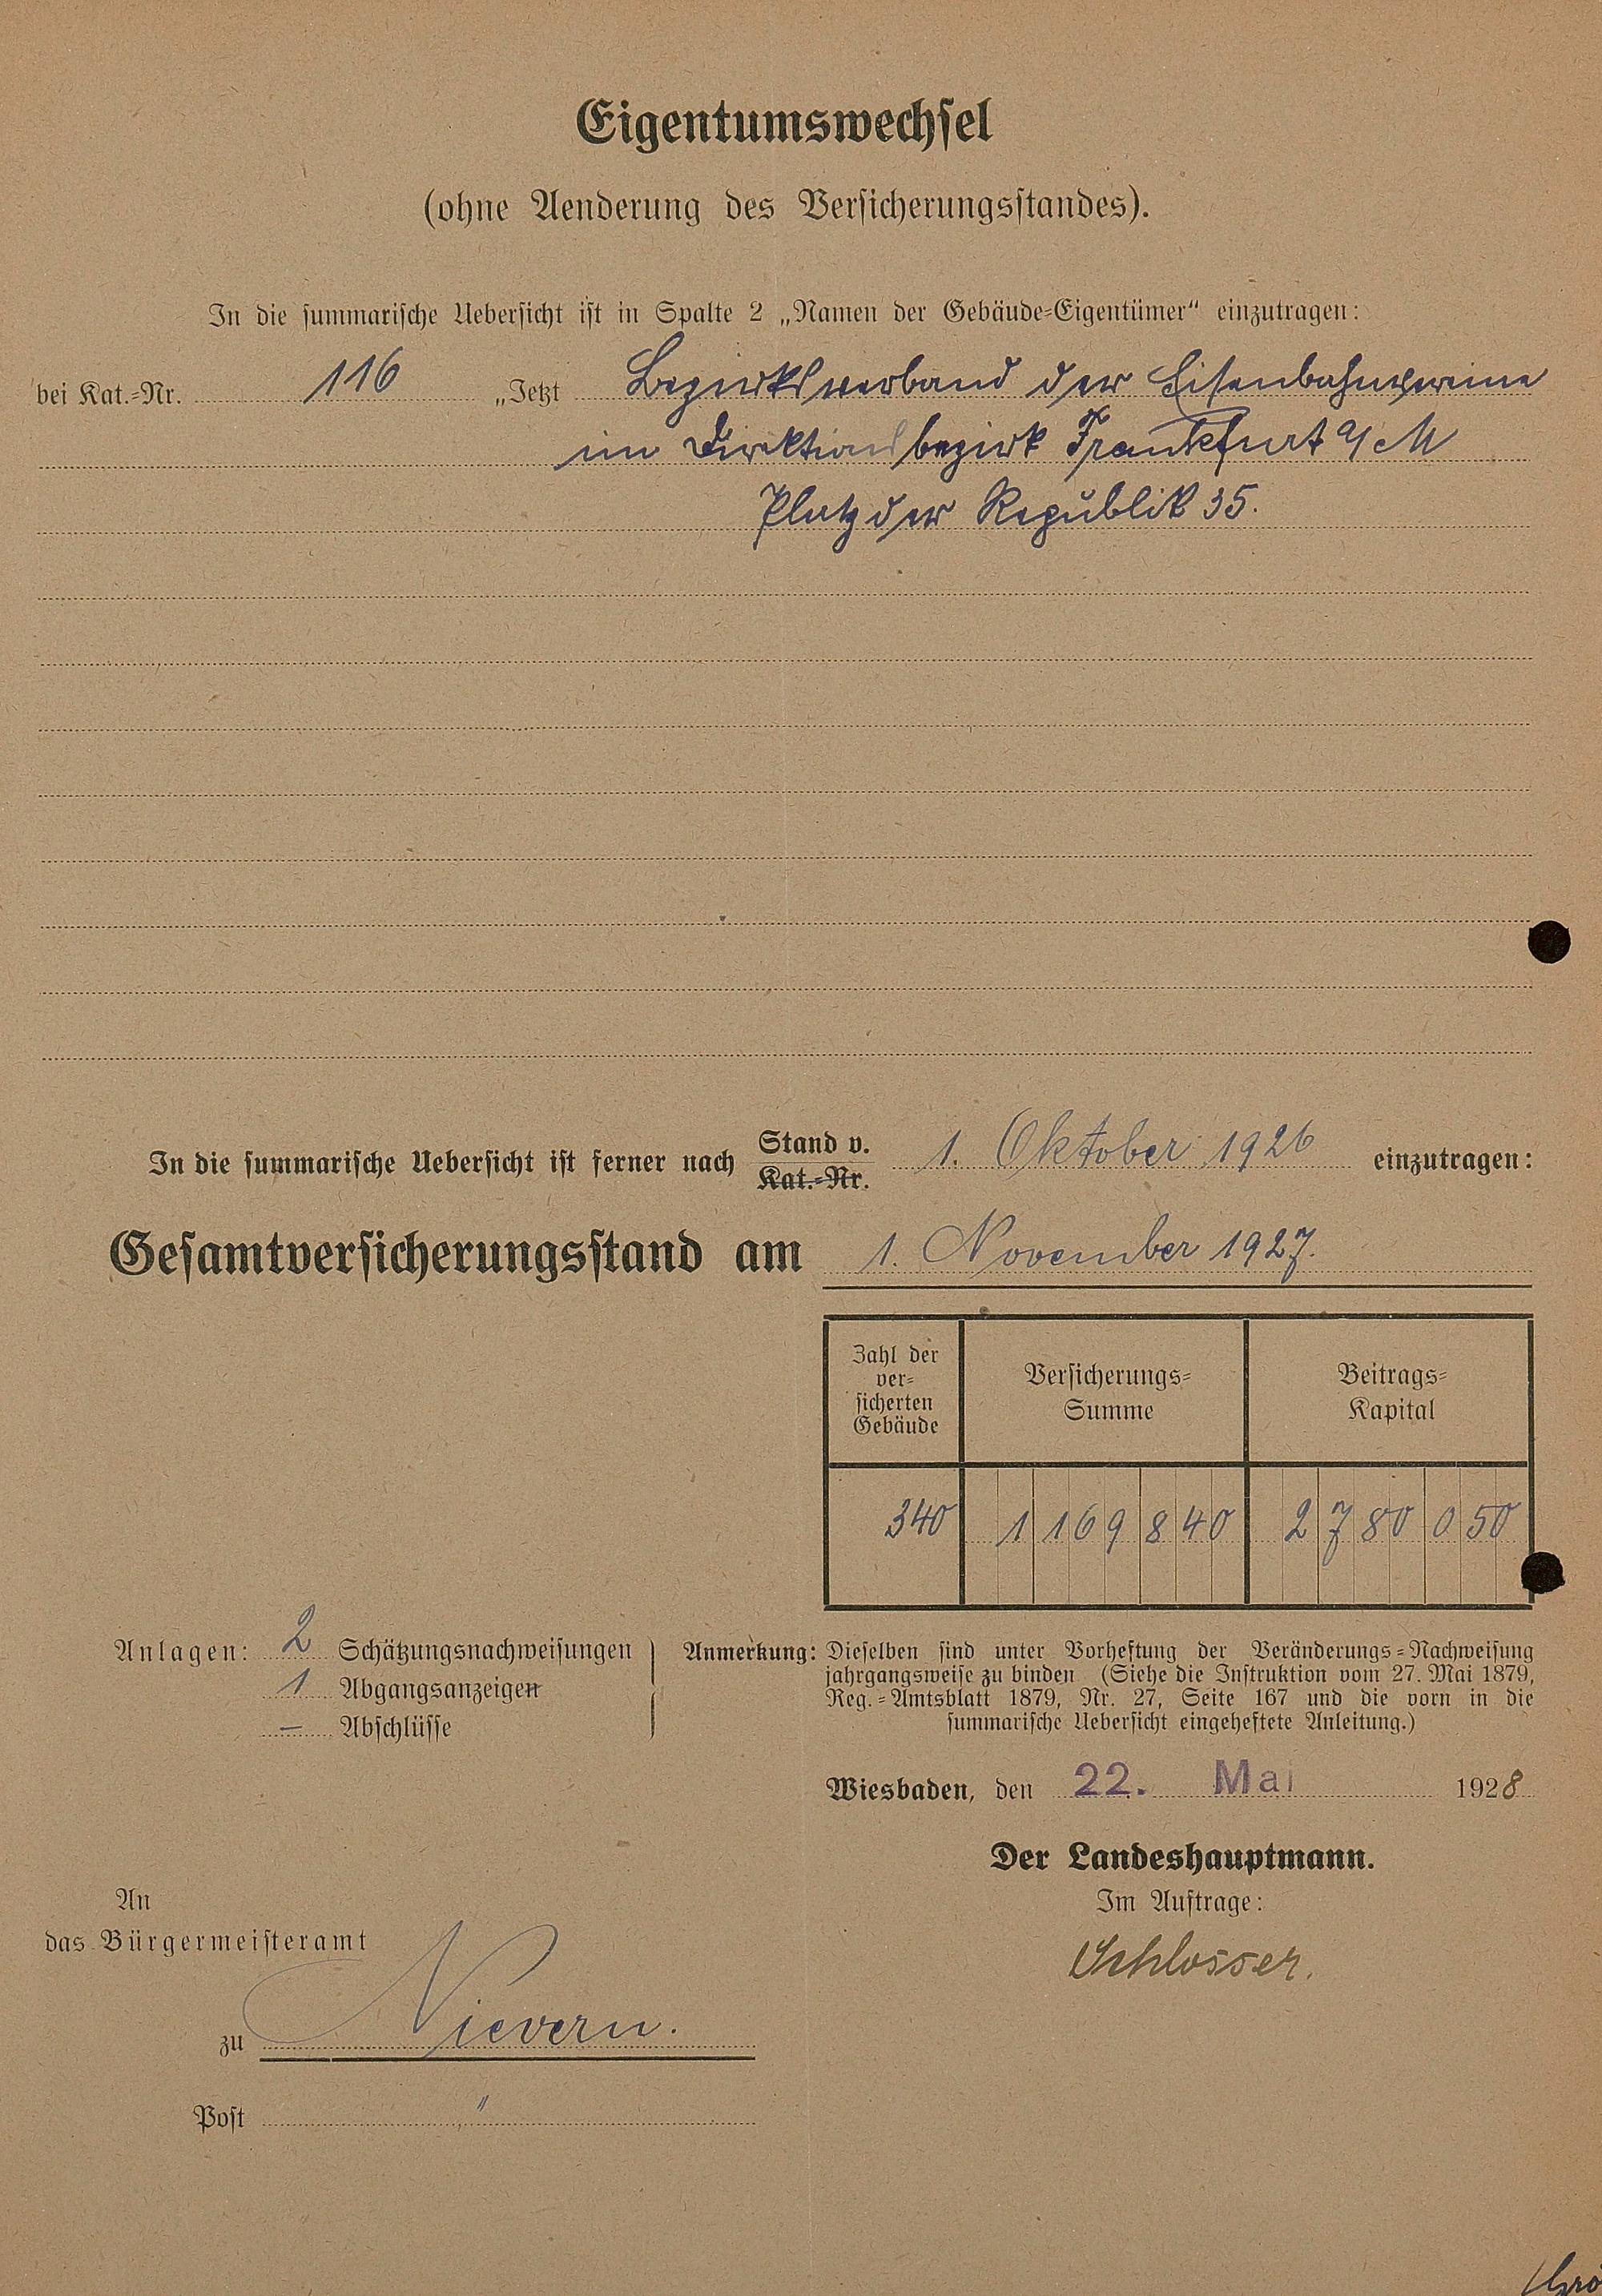 Eigentumswechsel
(ohne Aenderung des Versicherungsstandes).
In die summarische Uebersicht ist in Spalte 2 „Namen der Gebäude-Eigentümer“ einzutragen:
bei Kat.-Nr. 116 „Jetzt Bezirksverband der Eisenbahnvereine
im Direktionsbezirk Frankfurt a/M
Platz der Republik 35.
In die summarische Uebersicht ist ferner nach Stand v. 1. Oktober 1926 einzutragen:
Kat.-Nr.
Gesamtversicherungsstand am 1. November 1927.
Zahl der
ver-
sicherten
Gebäude
Versicherungs-
Summe
Beitrags-
Kapital
340 1 169 840 2 780 050
Anlagen: 2 Schätzungsnachweisungen
1 Abgangsanzeigen
— Abschlüsse
Anmerkung: Dieselben sind unter Vorheftung der Veränderungs-Nachweisung
jahrgangsweise zu binden (Siehe die Instruktion vom 27. Mai 1879,
Reg.-Amtsblatt 1879, Nr. 27, Seite 167 und die vorn in die
summarische Uebersicht eingeheftete Anleitung.)
Wiesbaden, den 22. Mai 1928
Der Landeshauptmann.
Im Auftrage:
Schlosser.
An
das Bürgermeisteramt
zu Nievern.
Post "